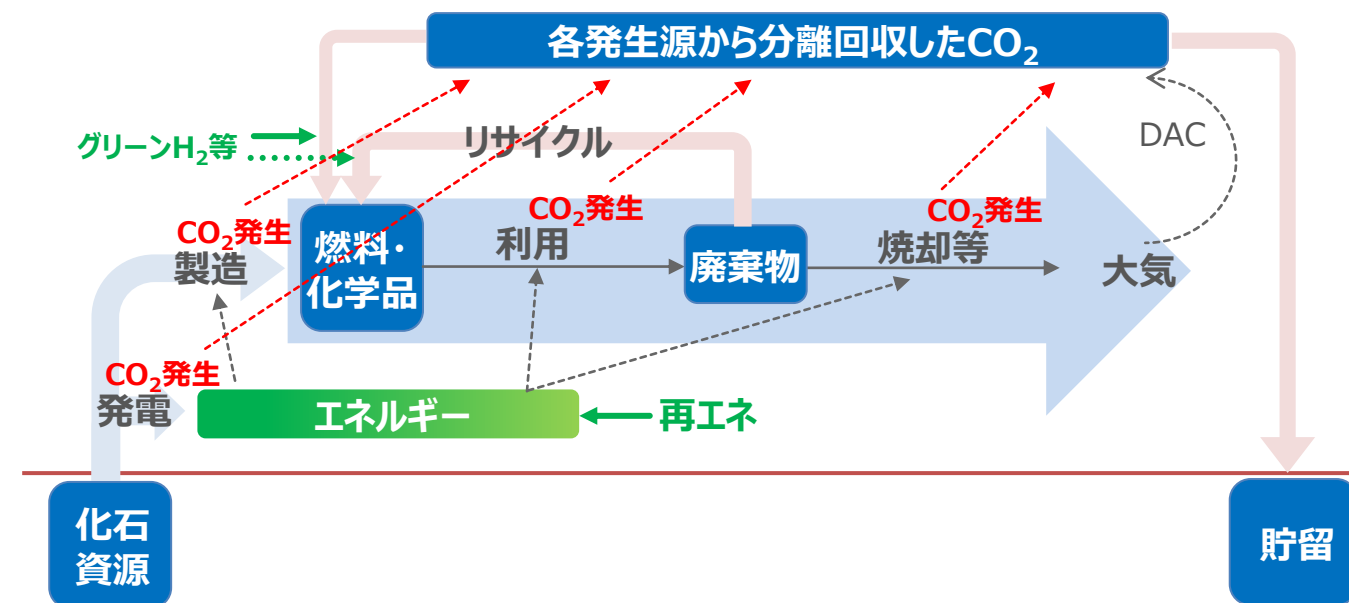 各発生源から分離回収したCO₂
DAC
グリーンH₂等
リサイクル
CO₂発生
CO₂発生
CO₂発生
製造
燃料・
化学品
利用
廃棄物
焼却等
大気
CO₂発生
発電
エネルギー
再エネ
化石
資源
貯留